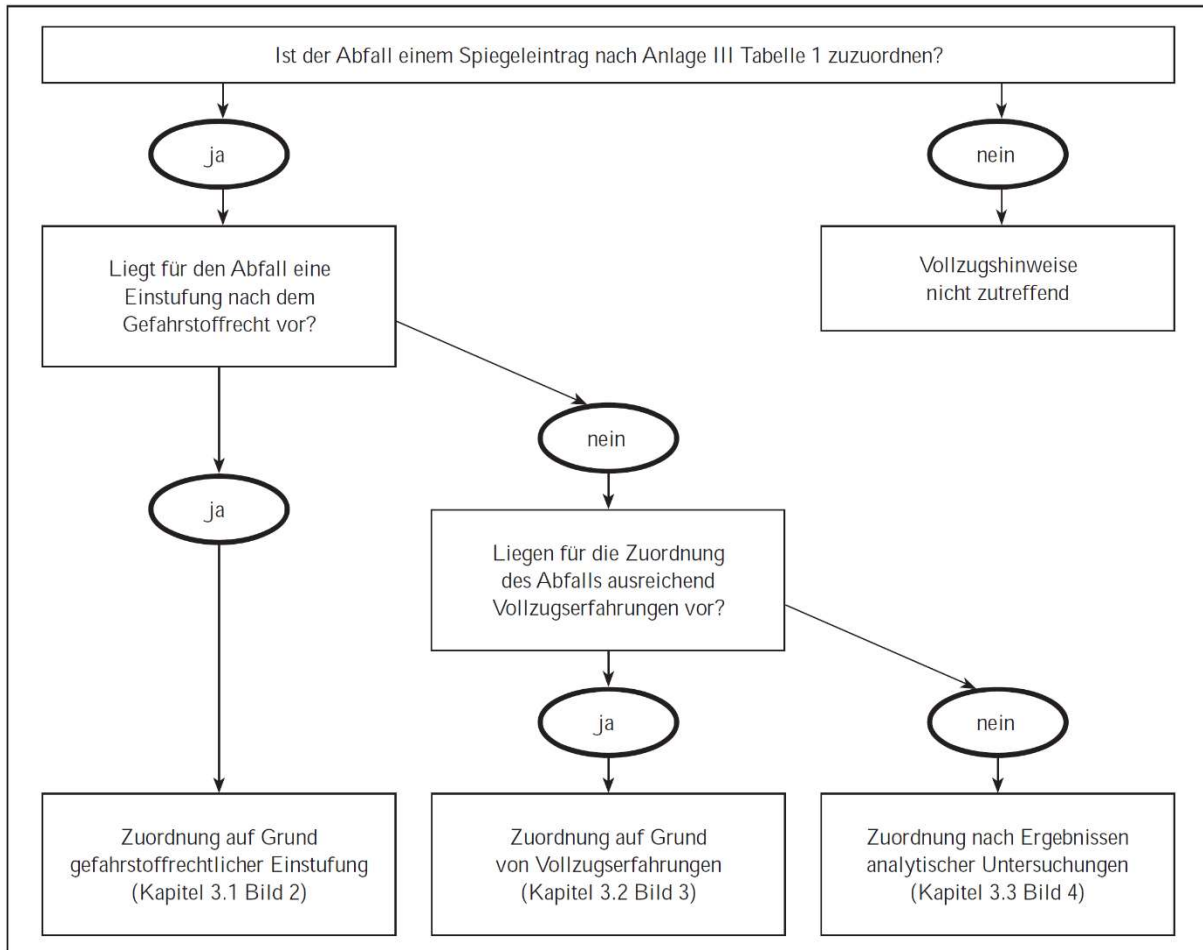 Ist der Abfall einem Spiegeleintrag nach Anlage III Tabelle 1 zuzuordnen?
ja
nein
Liegt für den Abfall eine
Einstufung nach dem
Gefahrstoffrecht vor?
Vollzugshinweise
nicht zutreffend
nein
ja
Liegen für die Zuordnung
des Abfalls ausreichend
Vollzugserfahrungen vor?
ja
nein
Zuordnung auf Grund
gefahrstoffrechtlicher Einstufung
(Kapitel 3.1 Bild 2)
Zuordnung auf Grund
von Vollzugserfahrungen
(Kapitel 3.2 Bild 3)
Zuordnung nach Ergebnissen
analytischer Untersuchungen
(Kapitel 3.3 Bild 4)